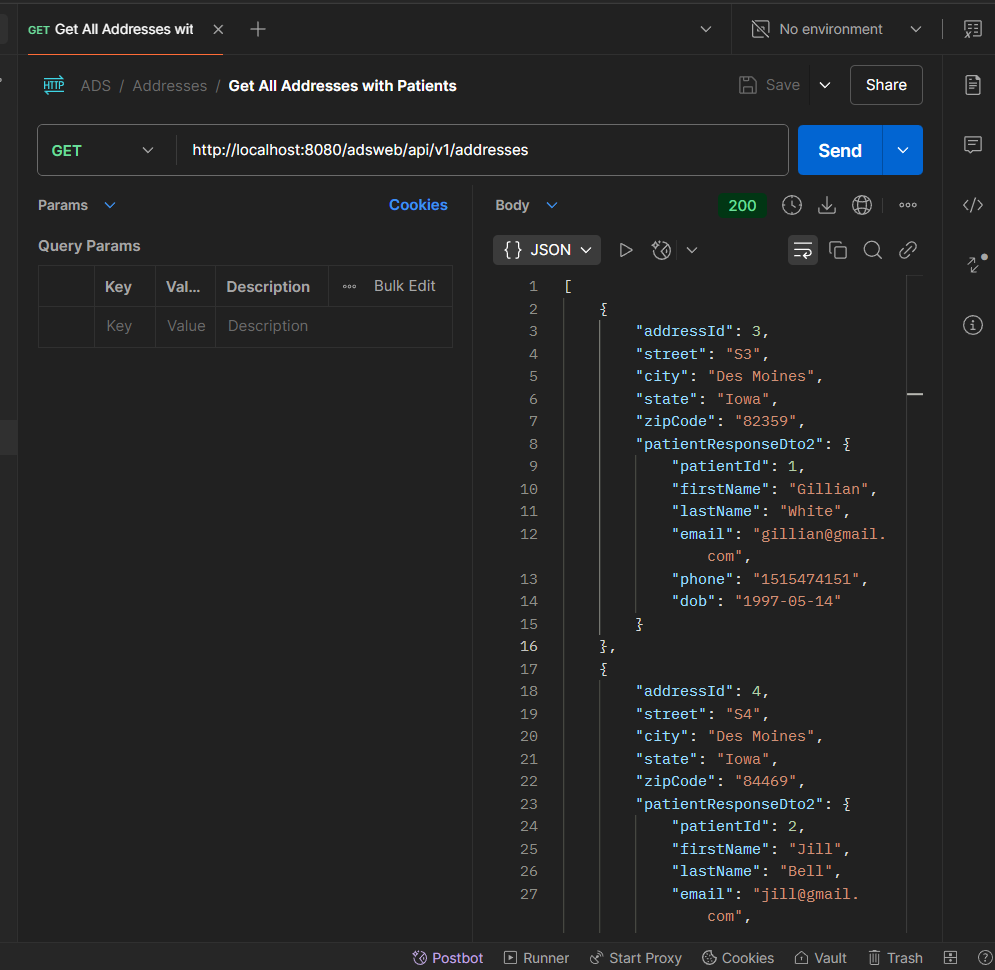 GET Get All Addresses wit
No environment
HTTP ADS / Addresses / Get All Addresses with Patients
Save
Share
GET http://localhost:8080/adsweb/api/v1/addresses
Send
Params
Cookies
Query Params
Key Val... Description Bulk Edit
Key Value Description
Body
200
{} JSON
1 [
2 {
3 "addressId": 3,
4 "street": "S3",
5 "city": "Des Moines",
6 "state": "Iowa",
7 "zipCode": "82359",
8 "patientResponseDto2": {
9 "patientId": 1,
10 "firstName": "Gillian",
11 "lastName": "White",
12 "email": "gillian@gmail.
com",
13 "phone": "1515474151",
14 "dob": "1997-05-14"
15 }
16 },
17 {
18 "addressId": 4,
19 "street": "S4",
20 "city": "Des Moines",
21 "state": "Iowa",
22 "zipCode": "84469",
23 "patientResponseDto2": {
24 "patientId": 2,
25 "firstName": "Jill",
26 "lastName": "Bell",
27 "email": "jill@gmail.
com",
Postbot Runner Start Proxy Cookies Vault Trash